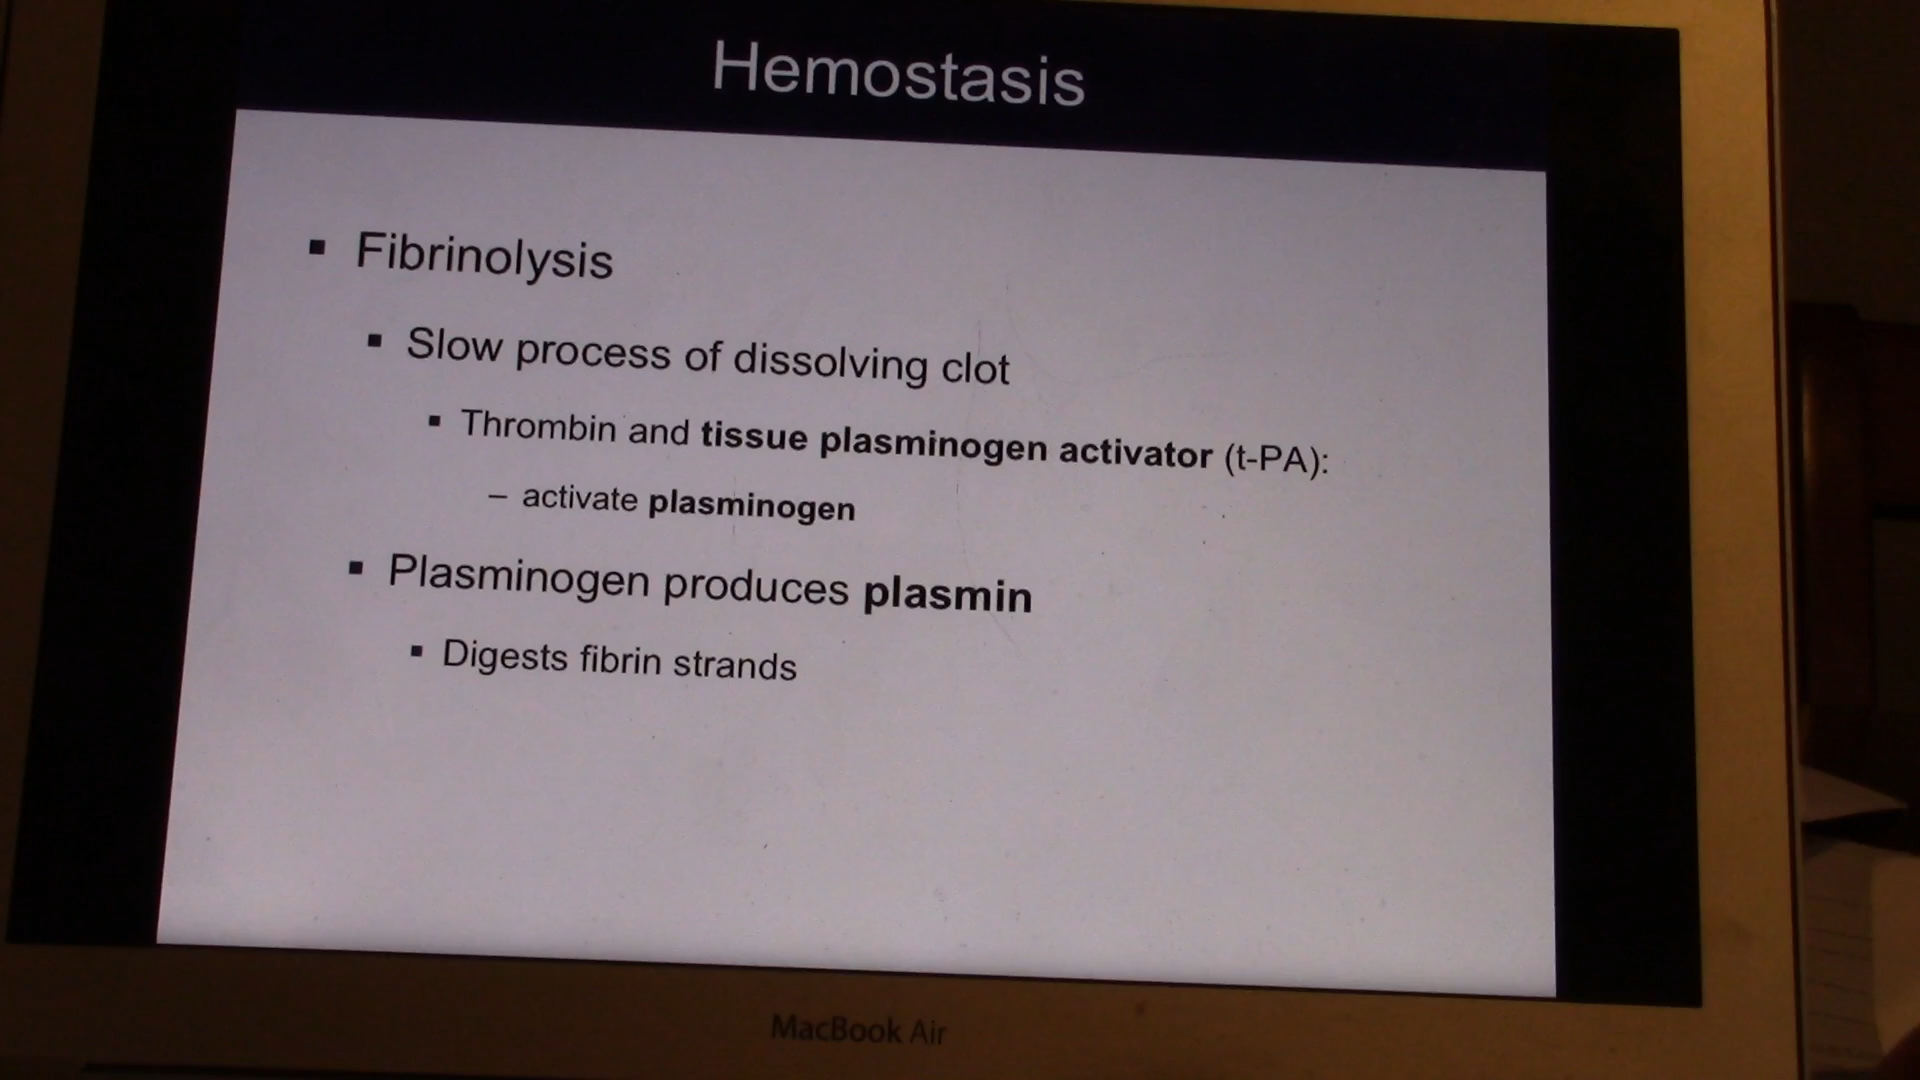 Hemostasis
▪ Fibrinolysis
▪ Slow process of dissolving clot
▪ Thrombin and tissue plasminogen activator (t-PA):
– activate plasminogen
▪ Plasminogen produces plasmin
▪ Digests fibrin strands
MacBook Air